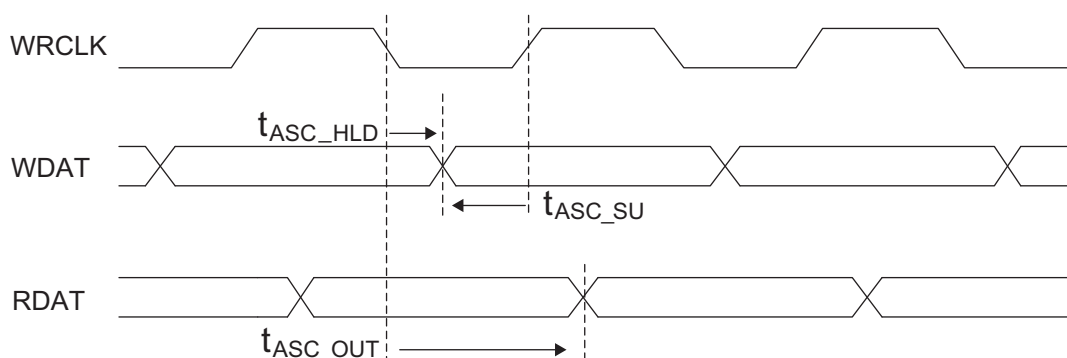 WRCLK
tASC_HLD
WDAT
tASC_SU
RDAT
tASC_OUT